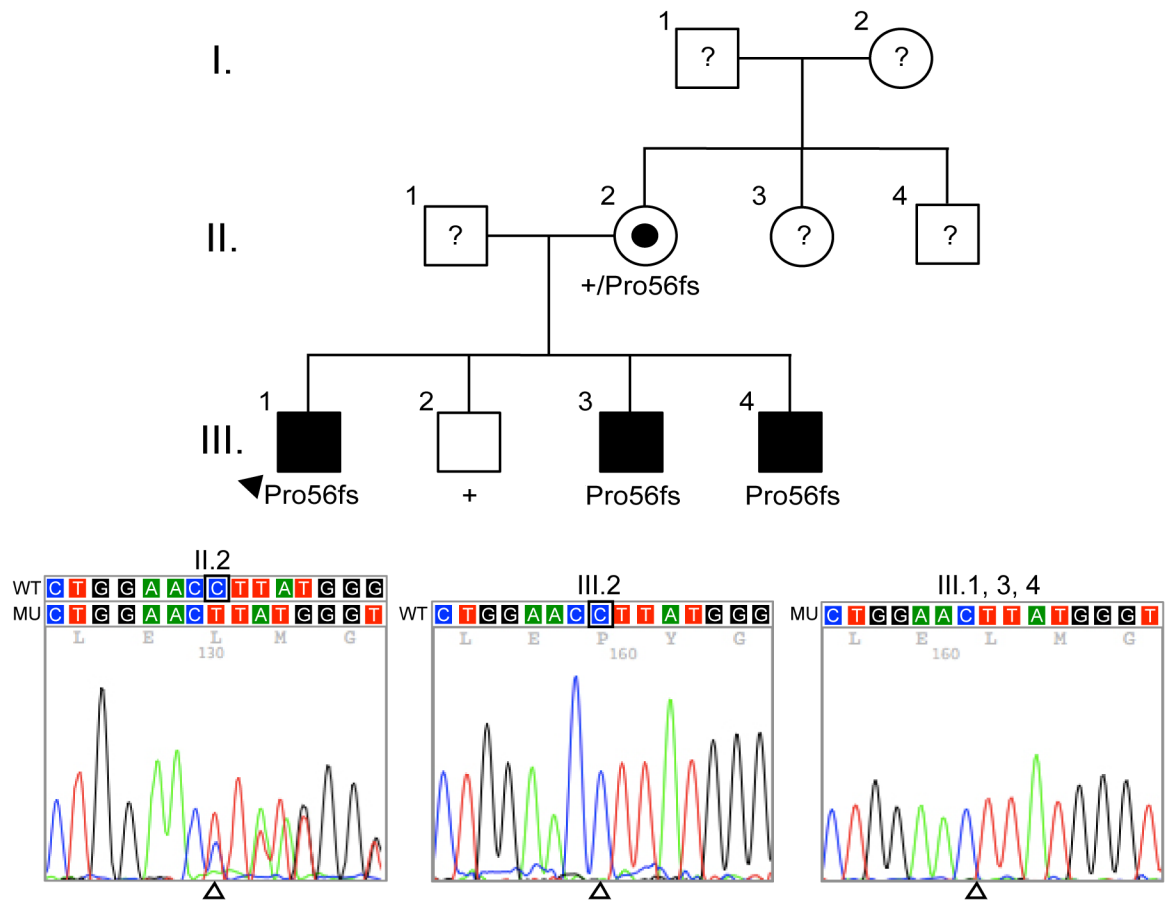 I.
1
?
2
?
II.
1
?
2
+/Pro56fs
3
?
4
?
III.
1
Pro56fs
2
+
3
Pro56fs
4
Pro56fs
II.2
WT C T G G A A C C T T A T G G G
MU C T G G A A C T T A T G G G T
L E L M G
130
III.2
WT C T G G A A C C T T A T G G G
L E P Y G
160
III.1, 3, 4
MU C T G G A A C T T A T G G G T
L E L M G
160